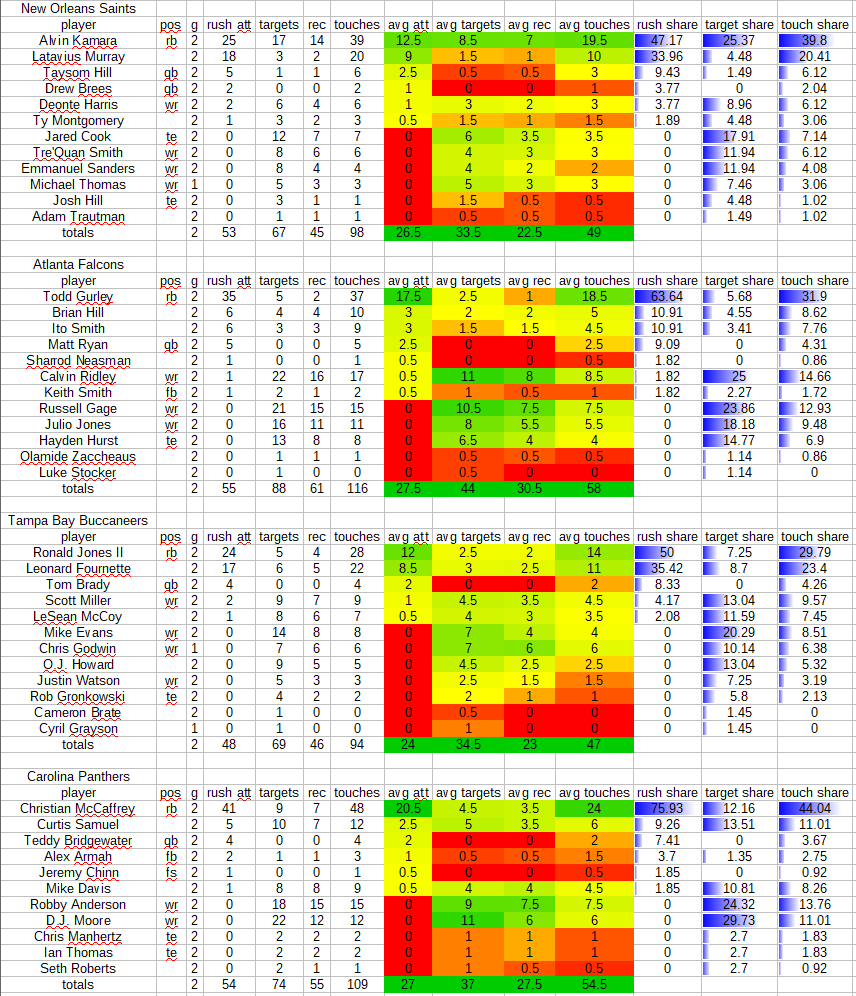 New Orleans Saints
player pos g rush att targets rec touches avg att avg targets avg rec avg touches rush share target share touch share
Alvin Kamara rb 2 25 17 14 39 12.5 8.5 7 19.5 47.17 25.37 39.8
Latavius Murray 2 18 3 2 20 9 1.5 1 10 33.96 4.48 20.41
Taysom Hill qb 2 5 1 1 6 2.5 0.5 0.5 3 9.43 1.49 6.12
Drew Brees qb 2 2 0 0 2 1 0 0 1 3.77 0 2.04
Deonte Harris wr 2 2 6 4 6 1 3 2 3 3.77 8.96 6.12
Ty Montgomery 2 1 3 2 3 0.5 1.5 1 1.5 1.89 4.48 3.06
Jared Cook te 2 0 12 7 7 0 6 3.5 3.5 0 17.91 7.14
Tre'Quan Smith wr 2 0 8 6 6 0 4 3 3 0 11.94 6.12
Emmanuel Sanders wr 2 0 8 4 4 0 4 2 2 0 11.94 4.08
Michael Thomas wr 1 0 5 3 3 0 5 3 3 0 7.46 3.06
Josh Hill te 2 0 3 1 1 0 1.5 0.5 0.5 0 4.48 1.02
Adam Trautman 2 0 1 1 1 0 0.5 0.5 0.5 0 1.49 1.02
totals 2 53 67 45 98 26.5 33.5 22.5 49
Atlanta Falcons
player pos g rush att targets rec touches avg att avg targets avg rec avg touches rush share target share touch share
Todd Gurley rb 2 35 5 2 37 17.5 2.5 1 18.5 63.64 5.68 31.9
Brian Hill 2 6 4 4 10 3 2 2 5 10.91 4.55 8.62
Ito Smith 2 6 3 3 9 3 1.5 1.5 4.5 10.91 3.41 7.76
Matt Ryan qb 2 5 0 0 5 2.5 0 0 2.5 9.09 0 4.31
Sharrod Neasman 2 1 0 0 1 0.5 0 0 0.5 1.82 0 0.86
Calvin Ridley wr 2 1 22 16 17 0.5 11 8 8.5 1.82 25 14.66
Keith Smith fb 2 1 2 1 2 0.5 1 0.5 1 1.82 2.27 1.72
Russell Gage wr 2 0 21 15 15 0 10.5 7.5 7.5 0 23.86 12.93
Julio Jones wr 2 0 16 11 11 0 8 5.5 5.5 0 18.18 9.48
Hayden Hurst te 2 0 13 8 8 0 6.5 4 4 0 14.77 6.9
Olamide Zaccheaus 2 0 1 1 1 0 0.5 0.5 0.5 0 1.14 0.86
Luke Stocker 2 0 1 0 0 0 0.5 0 0 0 1.14 0
totals 2 55 88 61 116 27.5 44 30.5 58
Tampa Bay Buccaneers
player pos g rush att targets rec touches avg att avg targets avg rec avg touches rush share target share touch share
Ronald Jones II rb 2 24 5 4 28 12 2.5 2 14 50 7.25 29.79
Leonard Fournette 2 17 6 5 22 8.5 3 2.5 11 35.42 8.7 23.4
Tom Brady qb 2 4 0 0 4 2 0 0 2 8.33 0 4.26
Scott Miller wr 2 2 9 7 9 1 4.5 3.5 4.5 4.17 13.04 9.57
LeSean McCoy 2 1 8 6 7 0.5 4 3 3.5 2.08 11.59 7.45
Mike Evans wr 2 0 14 8 8 0 7 4 4 0 20.29 8.51
Chris Godwin wr 1 0 7 6 6 0 7 6 6 0 10.14 6.38
O.J. Howard 2 0 9 5 5 0 4.5 2.5 2.5 0 13.04 5.32
Justin Watson wr 2 0 5 3 3 0 2.5 1.5 1.5 0 7.25 3.19
Rob Gronkowski te 2 0 4 2 2 0 2 1 1 0 5.8 2.13
Cameron Brate 2 0 1 0 0 0 0.5 0 0 0 1.45 0
Cyril Grayson 1 0 1 0 0 0 1 0 0 0 1.45 0
totals 2 48 69 46 94 24 34.5 23 47
Carolina Panthers
player pos g rush att targets rec touches avg att avg targets avg rec avg touches rush share target share touch share
Christian McCaffrey rb 2 41 9 7 48 20.5 4.5 3.5 24 75.93 12.16 44.04
Curtis Samuel 2 5 10 7 12 2.5 5 3.5 6 9.26 13.51 11.01
Teddy Bridgewater qb 2 4 0 0 4 2 0 0 2 7.41 0 3.67
Alex Armah fb 2 2 1 1 3 1 0.5 0.5 1.5 3.7 1.35 2.75
Jeremy Chinn fs 2 1 0 0 1 0.5 0 0 0.5 1.85 0 0.92
Mike Davis 2 1 8 8 9 0.5 4 4 4.5 1.85 10.81 8.26
Robby Anderson wr 2 0 18 15 15 0 9 7.5 7.5 0 24.32 13.76
D.J. Moore wr 2 0 22 12 12 0 11 6 6 0 29.73 11.01
Chris Manhertz te 2 0 2 2 2 0 1 1 1 0 2.7 1.83
Ian Thomas te 2 0 2 2 2 0 1 1 1 0 2.7 1.83
Seth Roberts 2 0 2 1 1 0 1 0.5 0.5 0 2.7 0.92
totals 2 54 74 55 109 27 37 27.5 54.5